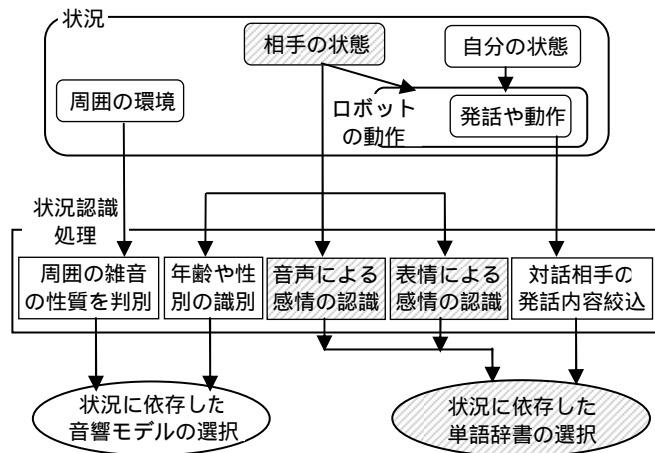 状況
相手の状態
自分の状態
周囲の環境
ロボット
の動作
発話や動作
状況認識
処理
周囲の雑音
の性質を判別
年齢や性
別の識別
音声による
感情の認識
表情による
感情の認識
対話相手の
発話内容絞込
状況に依存した
音響モデルの選択
状況に依存した
単語辞書の選択